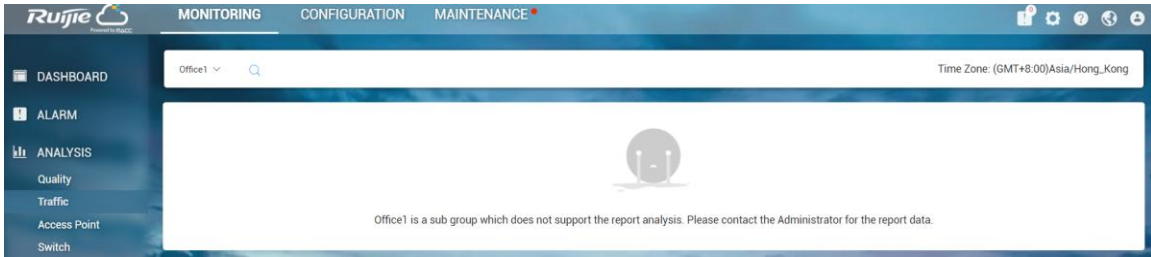 Ruijie
Powered by MACC
MONITORING
CONFIGURATION
MAINTENANCE
0
DASHBOARD
ALARM
ANALYSIS
Quality
Traffic
Access Point
Switch
Office1
Time Zone: (GMT+8:00)Asia/Hong_Kong
Office1 is a sub group which does not support the report analysis. Please contact the Administrator for the report data.